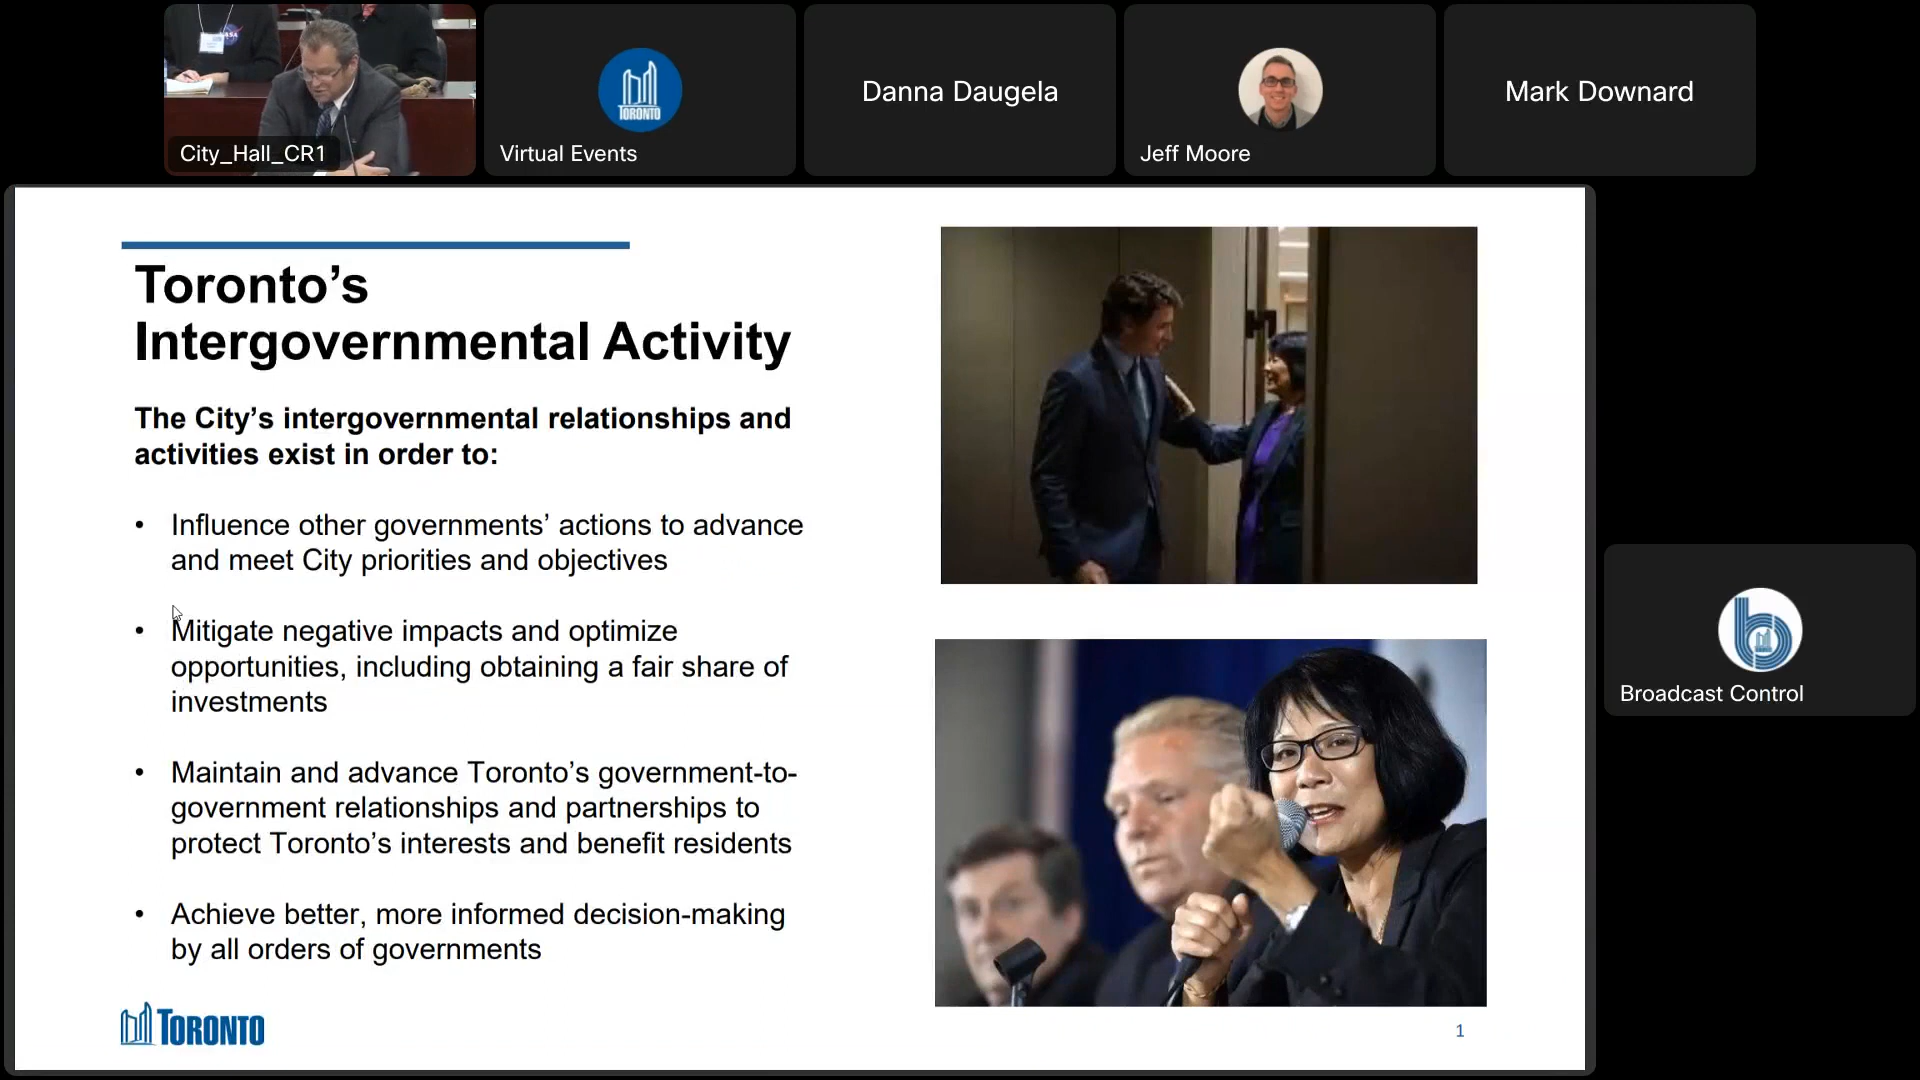 NASA
City_Hall_CR1
TORONTO
Virtual Events
Danna Daugela
Jeff Moore
Mark Downard
Toronto’s
Intergovernmental Activity
The City’s intergovernmental relationships and
activities exist in order to:
• Influence other governments’ actions to advance
and meet City priorities and objectives
• Mitigate negative impacts and optimize
opportunities, including obtaining a fair share of
investments
• Maintain and advance Toronto’s government-to-
government relationships and partnerships to
protect Toronto’s interests and benefit residents
• Achieve better, more informed decision-making
by all orders of governments
TORONTO
1
Broadcast Control